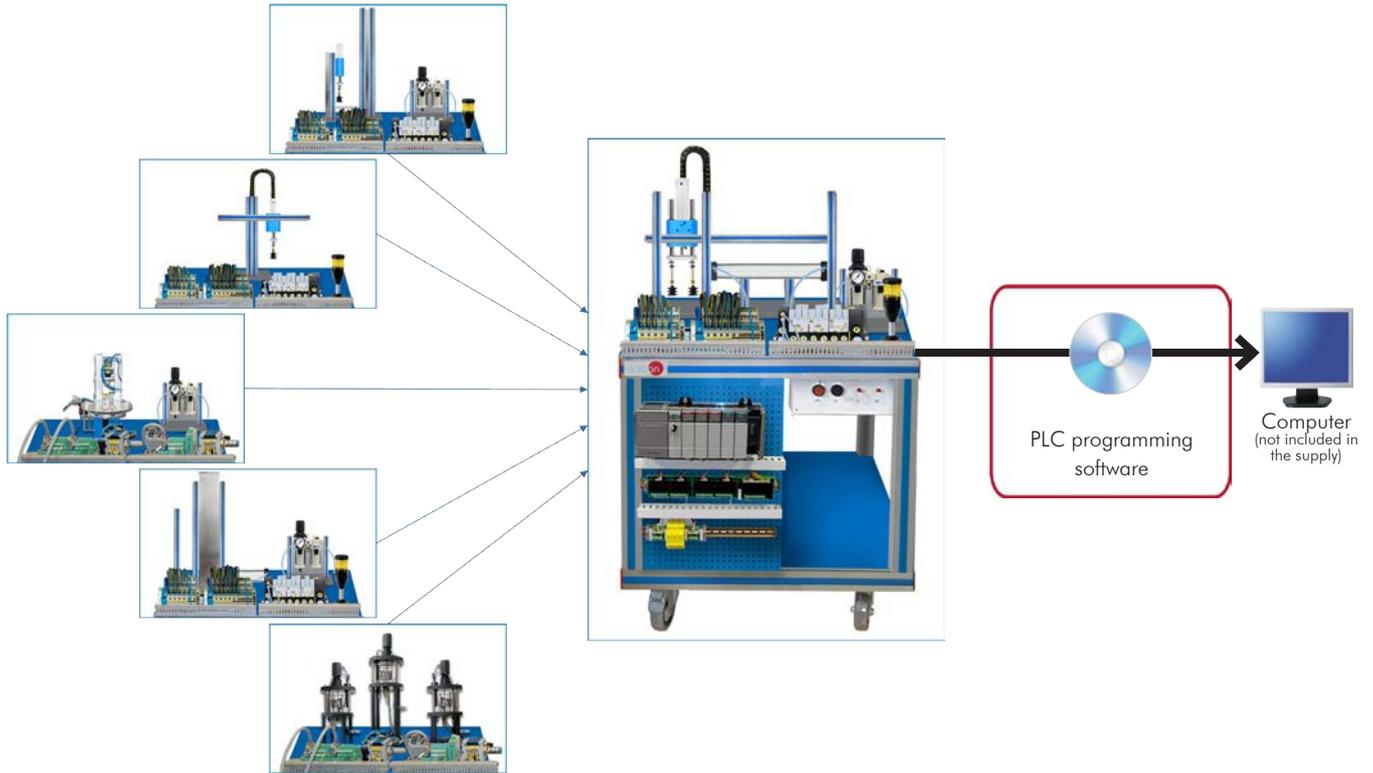 PLC programming
software
Computer
(not included in
the supply)